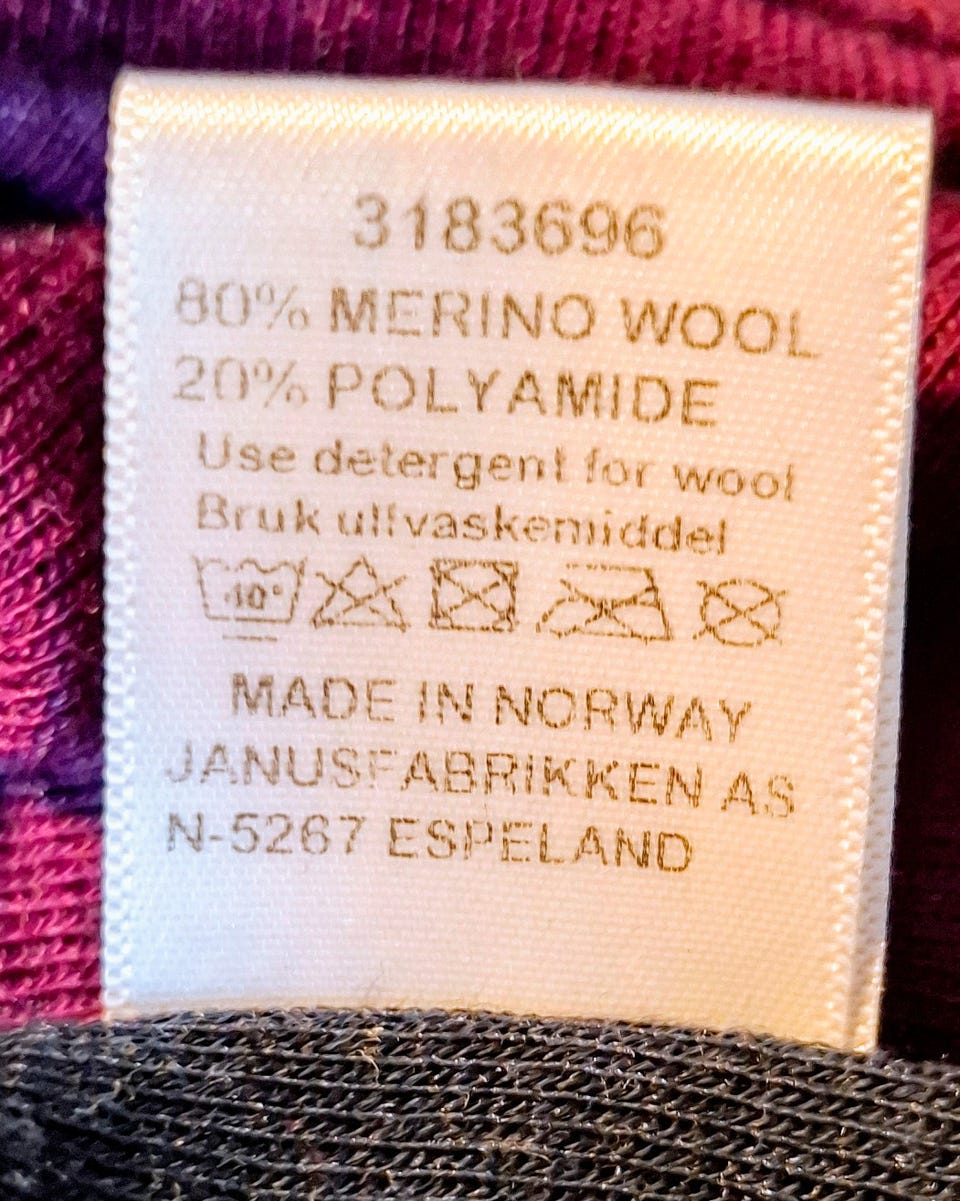 3183696
80% MERINO WOOL
20% POLYAMIDE
Use detergent for wool
Bruk ullvaskemiddel
40°
MADE IN NORWAY
JANUSFABRIKKEN AS
N-5267 ESPELAND